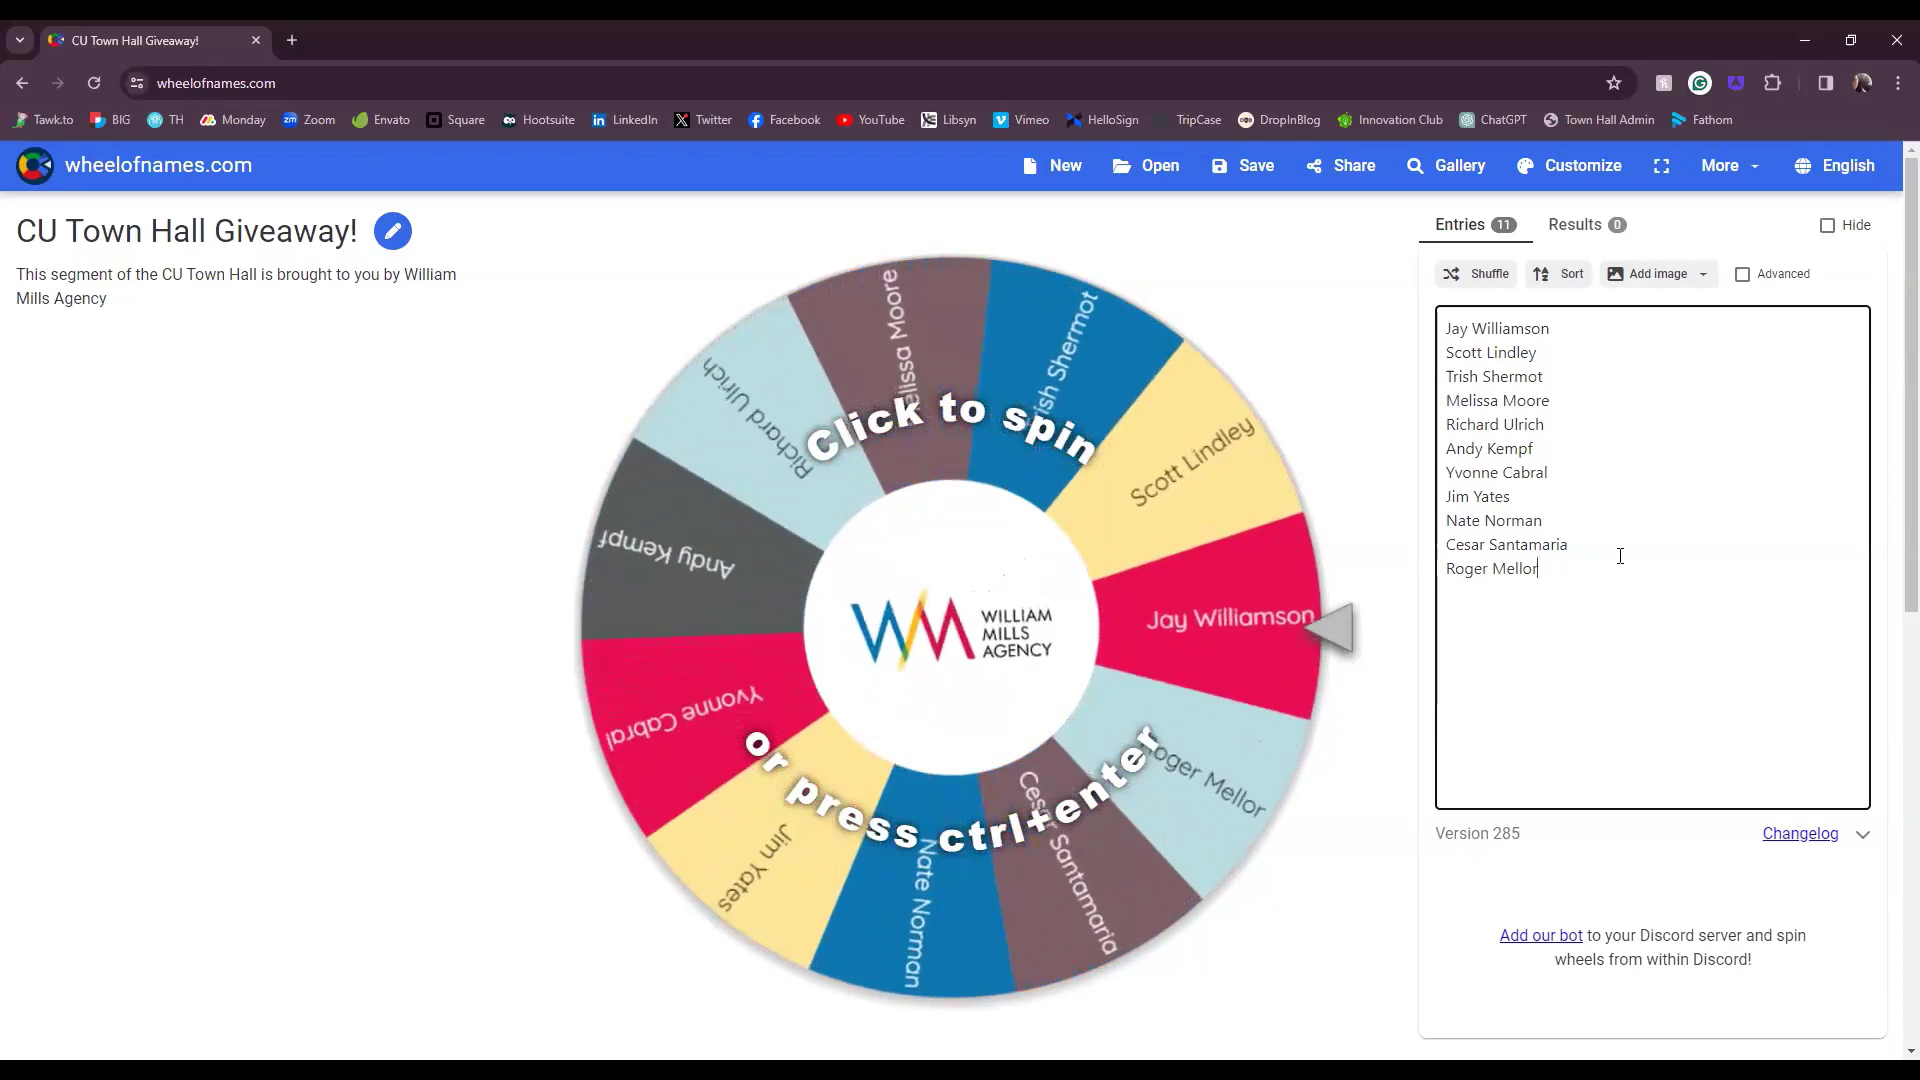 CU Town Hall Giveaway!
wheelofnames.com
Tawk.to BIG TH Monday Zoom Envato Square Hootsuite LinkedIn Twitter Facebook YouTube Libsyn Vimeo HelloSign TripCase DropInBlog Innovation Club ChatGPT Town Hall Admin Fathom
wheelofnames.com New Open Save Share Gallery Customize More English
CU Town Hall Giveaway!
This segment of the CU Town Hall is brought to you by William
Mills Agency
Click to spin
or press ctrl+enter
Melissa Moore
Trish Shermot
Scott Lindley
Jay Williamson
Roger Mellor
Cesar Santamaria
Nate Norman
Jim Yates
Yvonne Cabral
Andy Kempf
Richard Ulrich
WM
WILLIAM
MILLS
AGENCY
Entries 11 Results 0 Hide
Shuffle Sort Add image Advanced
Jay Williamson
Scott Lindley
Trish Shermot
Melissa Moore
Richard Ulrich
Andy Kempf
Yvonne Cabral
Jim Yates
Nate Norman
Cesar Santamaria
Roger Mellor
Version 285 Changelog
Add our bot to your Discord server and spin
wheels from within Discord!